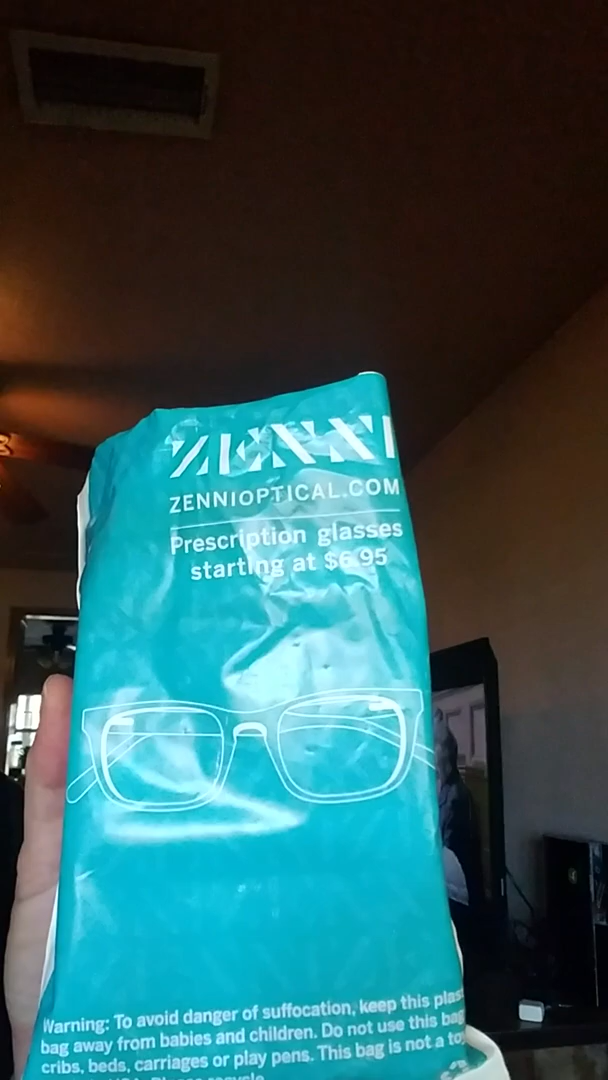 ZENNI
ZENNIOPTICAL.COM
Prescription glasses
starting at $6.95
Warning: To avoid danger of suffocation, keep this plas
bag away from babies and children. Do not use this bag
cribs, beds, carriages or play pens. This bag is not a toy
recycle